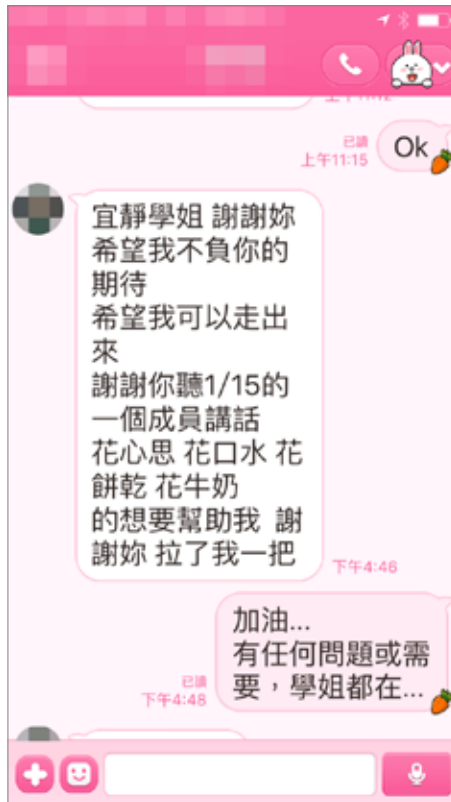 已讀
上午11:15
Ok
宜靜學姐 謝謝妳
希望我不負你的
期待
希望我可以走出
來
謝謝你聽1/15的
一個成員講話
花心思 花口水 花
餅乾 花牛奶
的想要幫助我 謝
謝妳 拉了我一把
下午4:46
加油...
有任何問題或需
要，學姐都在...
已讀
下午4:48